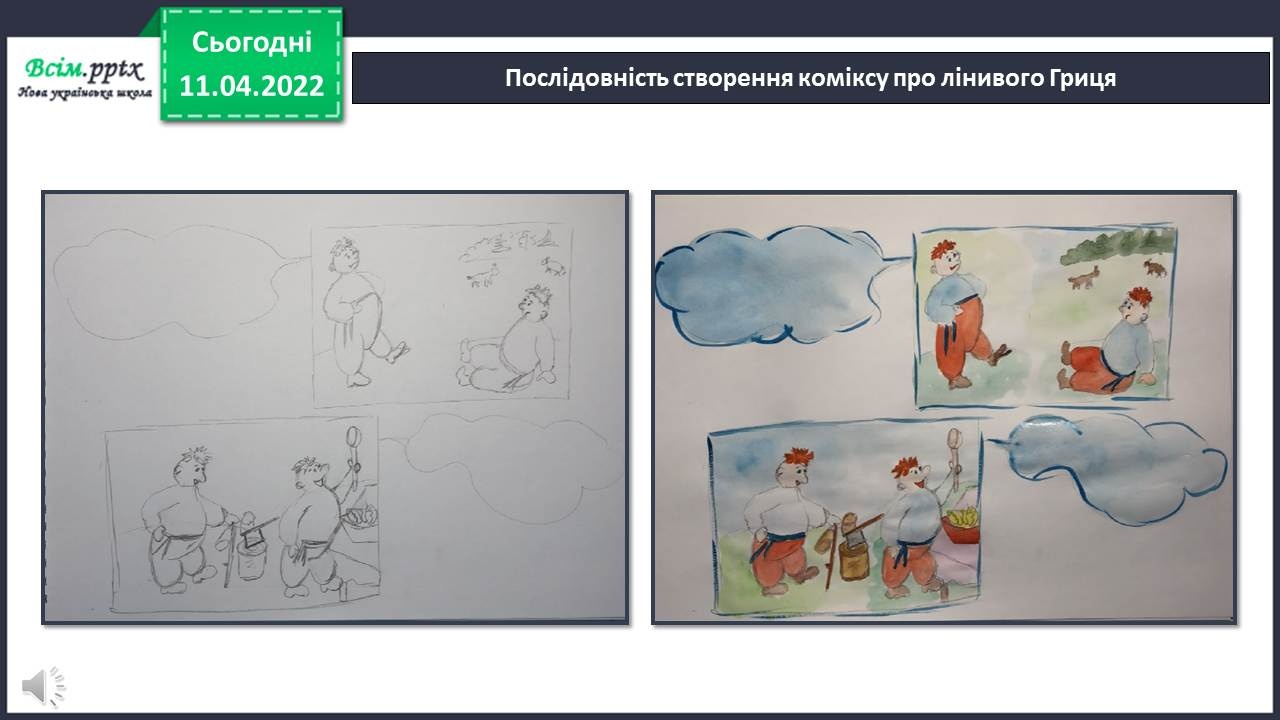 Всім.pptx
Нова українська школа
Сьогодні
11.04.2022
Послідовність створення коміксу про лінивого Гриця